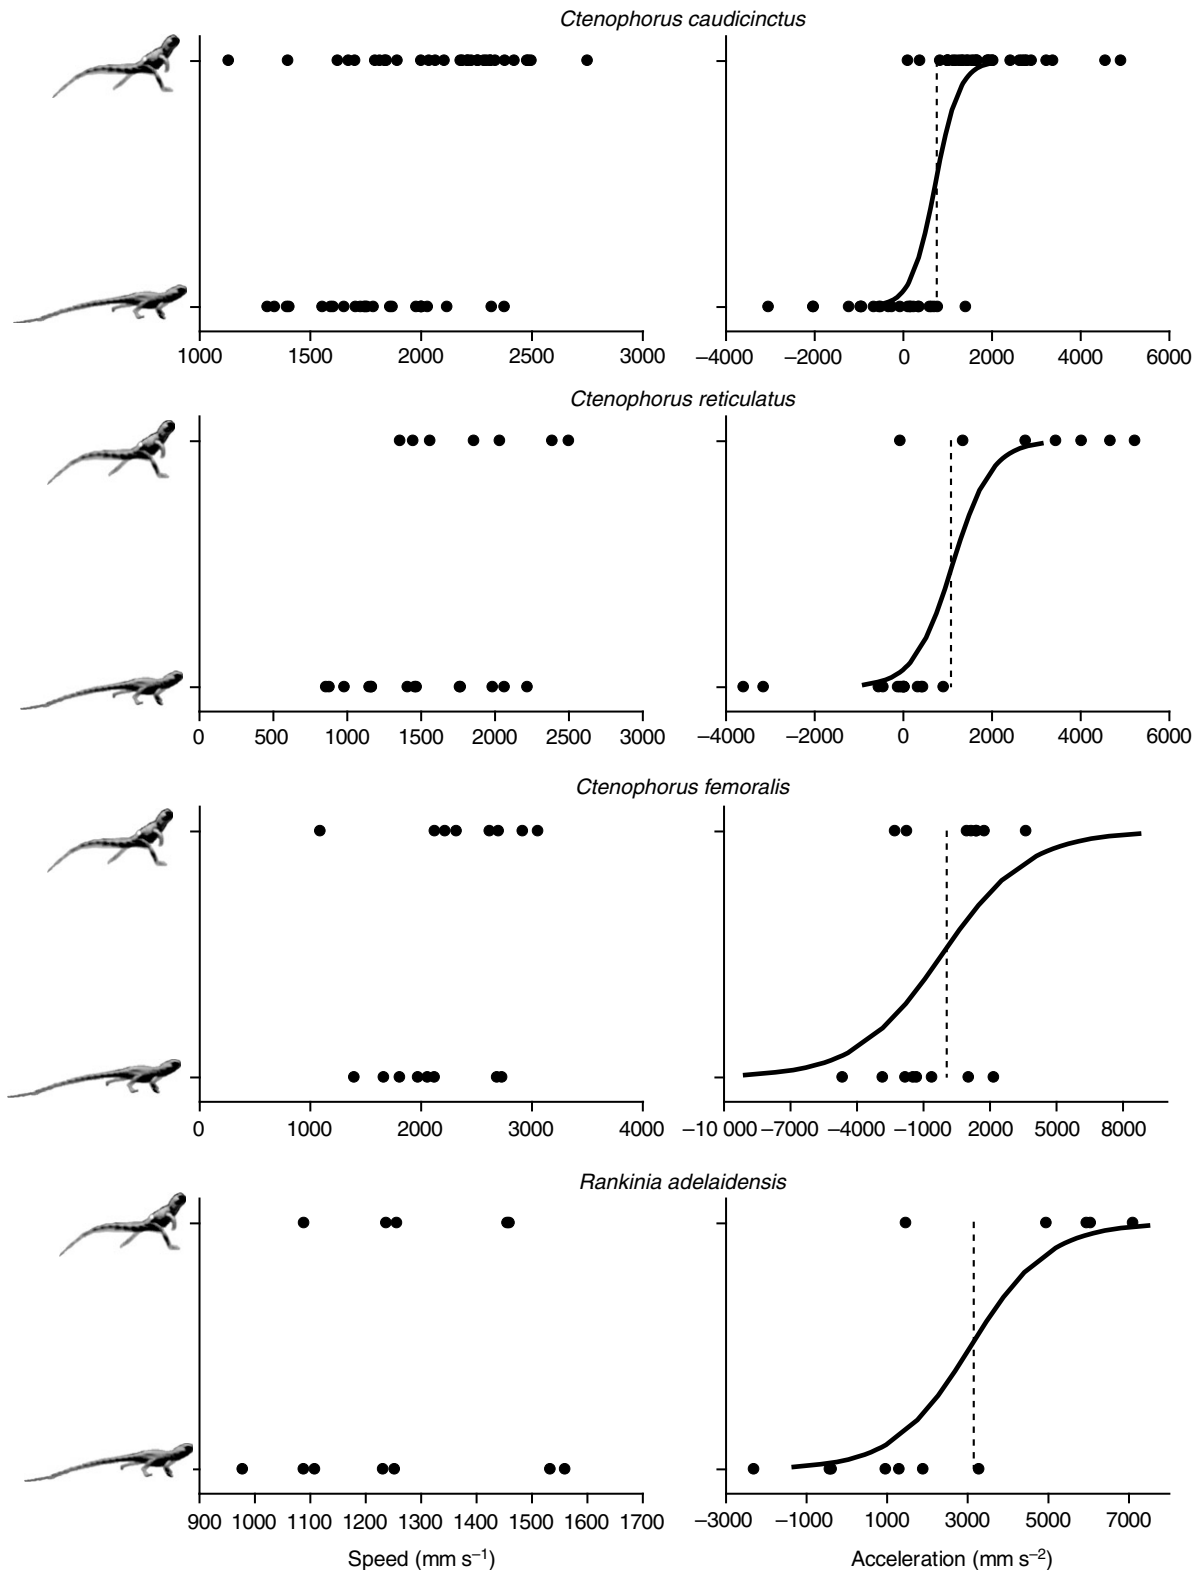 Ctenophorus caudicinctus
1000 1500 2000 2500 3000 –4000 –2000 0 2000 4000 6000
Ctenophorus reticulatus
0 500 1000 1500 2000 2500 3000 –4000 –2000 0 2000 4000 6000
Ctenophorus femoralis
0 1000 2000 3000 4000 –10 000 –7000 –4000 –1000 2000 5000 8000
Rankinia adelaidensis
900 1000 1100 1200 1300 1400 1500 1600 1700 –3000 –1000 1000 3000 5000 7000
Speed (mm s⁻¹) Acceleration (mm s⁻²)